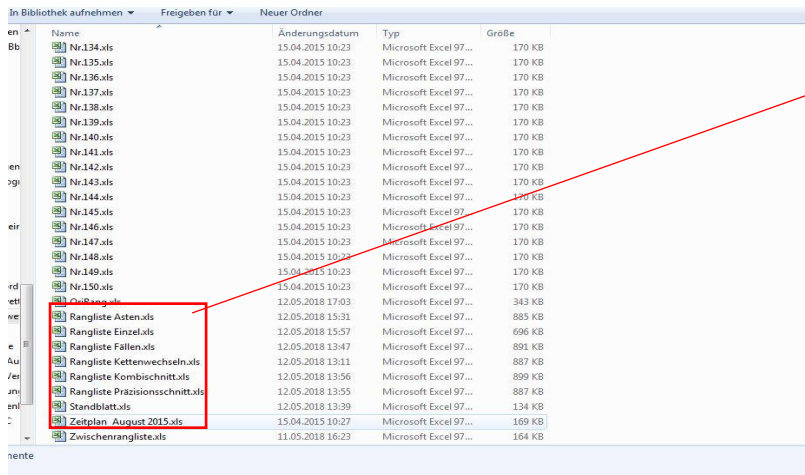 In Bibliothek aufnehmen Freigeben für Neuer Ordner
Name Änderungsdatum Typ Größe
Nr.134.xls 15.04.2015 10:23 Microsoft Excel 97... 170 KB
Nr.135.xls 15.04.2015 10:23 Microsoft Excel 97... 170 KB
Nr.136.xls 15.04.2015 10:23 Microsoft Excel 97... 170 KB
Nr.137.xls 15.04.2015 10:23 Microsoft Excel 97... 170 KB
Nr.138.xls 15.04.2015 10:23 Microsoft Excel 97... 170 KB
Nr.139.xls 15.04.2015 10:23 Microsoft Excel 97... 170 KB
Nr.140.xls 15.04.2015 10:23 Microsoft Excel 97... 170 KB
Nr.141.xls 15.04.2015 10:23 Microsoft Excel 97... 170 KB
Nr.142.xls 15.04.2015 10:23 Microsoft Excel 97... 170 KB
Nr.143.xls 15.04.2015 10:23 Microsoft Excel 97... 170 KB
Nr.144.xls 15.04.2015 10:23 Microsoft Excel 97... 170 KB
Nr.145.xls 15.04.2015 10:23 Microsoft Excel 97... 170 KB
Nr.146.xls 15.04.2015 10:23 Microsoft Excel 97... 170 KB
Nr.147.xls 15.04.2015 10:23 Microsoft Excel 97... 170 KB
Nr.148.xls 15.04.2015 10:23 Microsoft Excel 97... 170 KB
Nr.149.xls 15.04.2015 10:23 Microsoft Excel 97... 170 KB
Nr.150.xls 15.04.2015 10:23 Microsoft Excel 97... 170 KB
OriRang.xls 12.05.2018 17:03 Microsoft Excel 97... 343 KB
Rangliste Asten.xls 12.05.2018 15:31 Microsoft Excel 97... 885 KB
Rangliste Einzel.xls 12.05.2018 15:57 Microsoft Excel 97... 696 KB
Rangliste Fällen.xls 12.05.2018 13:47 Microsoft Excel 97... 891 KB
Rangliste Kettenwechseln.xls 12.05.2018 13:11 Microsoft Excel 97... 887 KB
Rangliste Kombischnitt.xls 12.05.2018 13:56 Microsoft Excel 97... 899 KB
Rangliste Präzisionsschnitt.xls 12.05.2018 13:55 Microsoft Excel 97... 887 KB
Standblatt.xls 12.05.2018 13:39 Microsoft Excel 97... 134 KB
Zeitplan August 2015.xls 15.04.2015 10:27 Microsoft Excel 97... 169 KB
Zwischenrangliste.xls 11.05.2018 16:23 Microsoft Excel 97... 164 KB